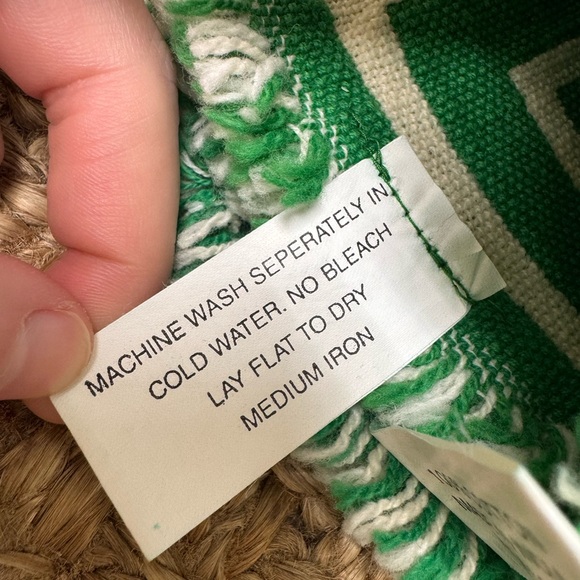 MACHINE WASH SEPERATELY IN
COLD WATER. NO BLEACH
LAY FLAT TO DRY
MEDIUM IRON